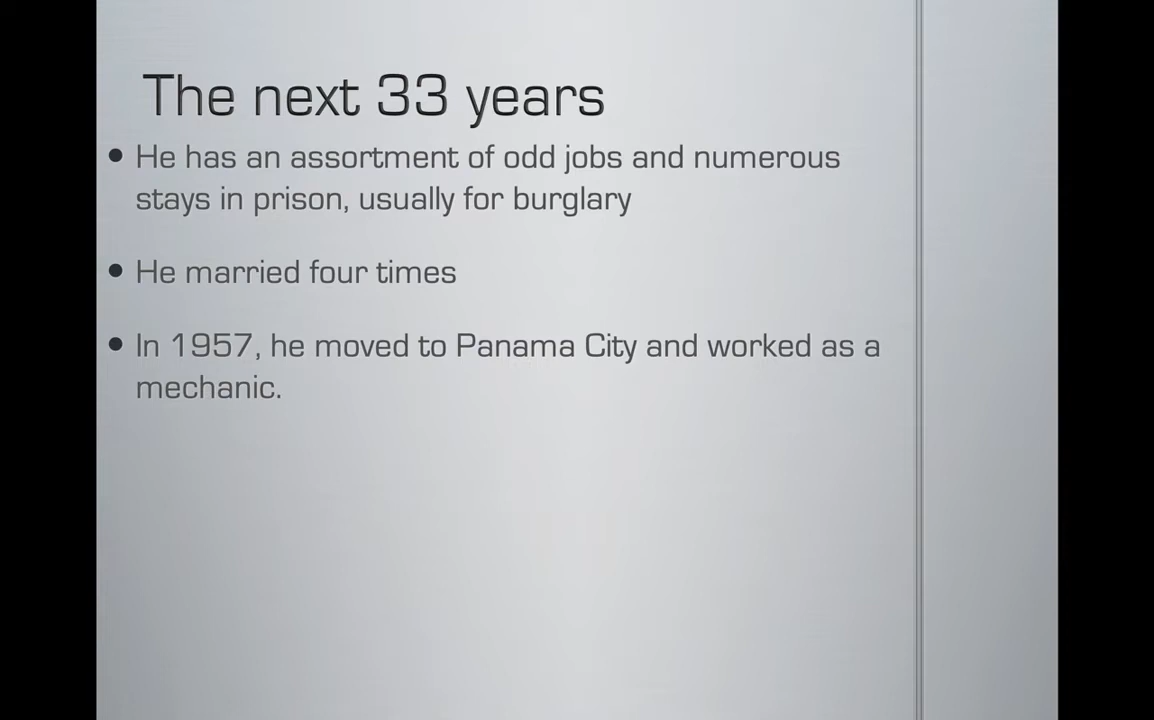 The next 33 years
• He has an assortment of odd jobs and numerous
stays in prison, usually for burglary
• He married four times
• In 1957, he moved to Panama City and worked as a
mechanic.